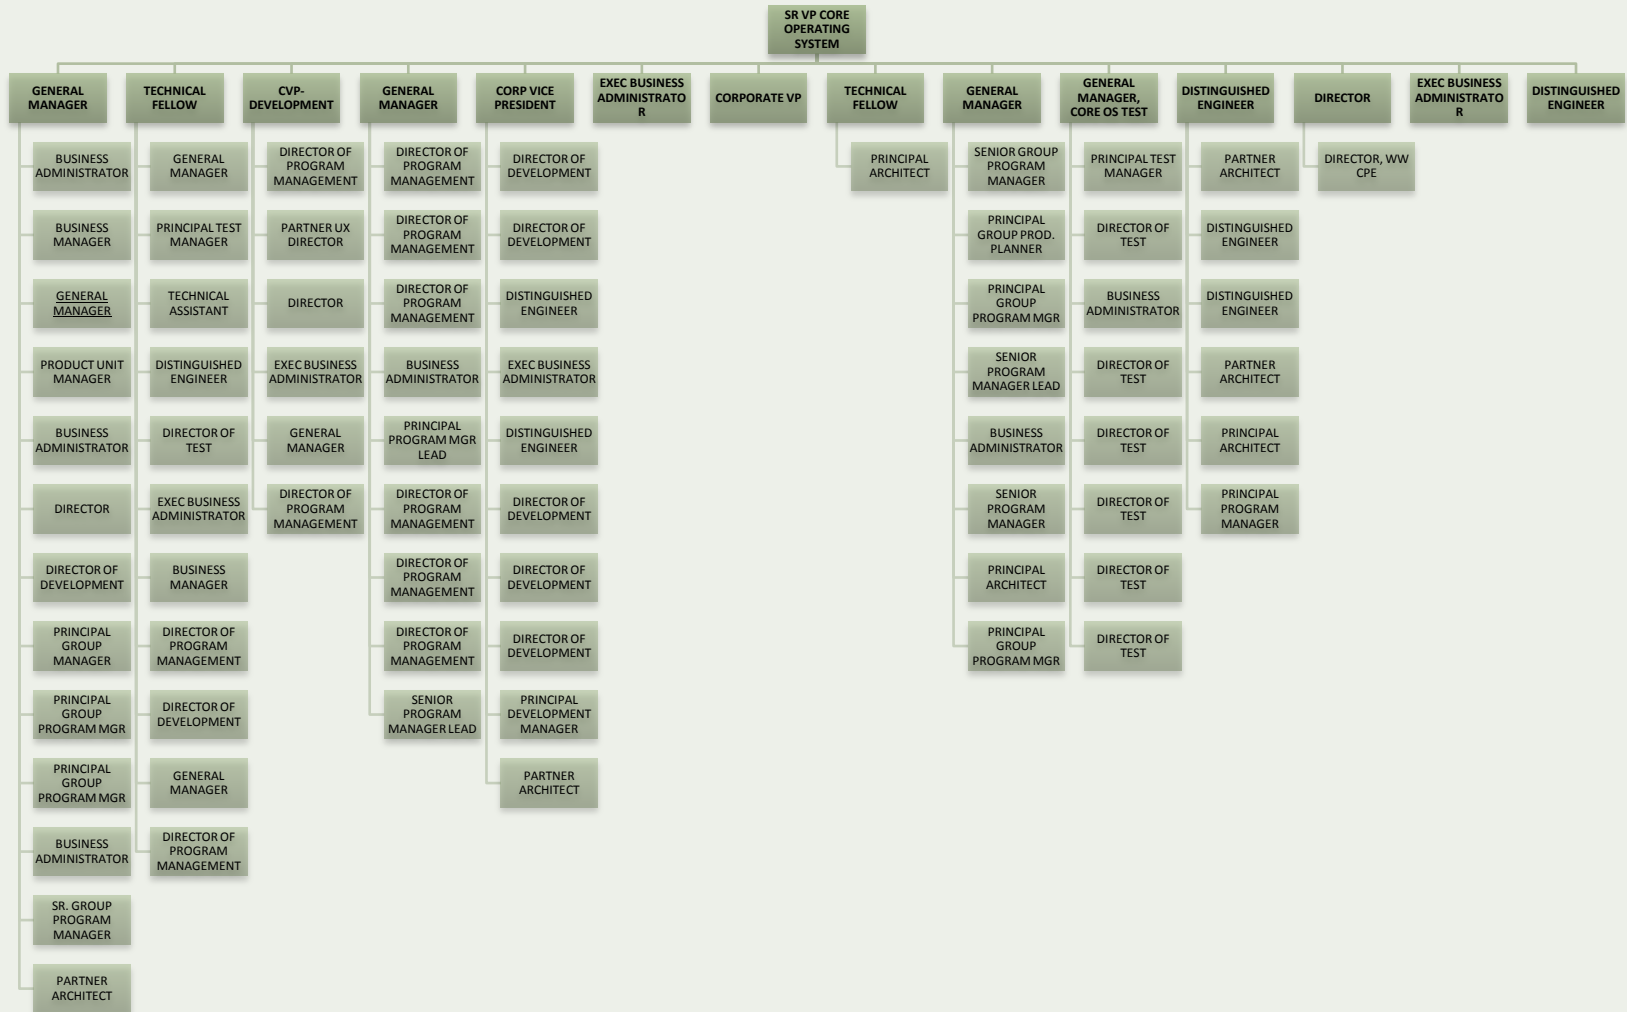 SR VP CORE
OPERATING
SYSTEM
GENERAL
MANAGER
TECHNICAL
FELLOW
CVP-
DEVELOPMENT
GENERAL
MANAGER
CORP VICE
PRESIDENT
EXEC BUSINESS
ADMINISTRATO
R
CORPORATE VP
TECHNICAL
FELLOW
GENERAL
MANAGER
GENERAL
MANAGER,
CORE OS TEST
DISTINGUISHED
ENGINEER
DIRECTOR
EXEC BUSINESS
ADMINISTRATO
R
DISTINGUISHED
ENGINEER
BUSINESS
ADMINISTRATOR
BUSINESS
MANAGER
GENERAL
MANAGER
PRODUCT UNIT
MANAGER
BUSINESS
ADMINISTRATOR
DIRECTOR
DIRECTOR OF
DEVELOPMENT
PRINCIPAL
GROUP
MANAGER
PRINCIPAL
GROUP
PROGRAM MGR
PRINCIPAL
GROUP
PROGRAM MGR
BUSINESS
ADMINISTRATOR
SR. GROUP
PROGRAM
MANAGER
PARTNER
ARCHITECT
GENERAL
MANAGER
PRINCIPAL TEST
MANAGER
TECHNICAL
ASSISTANT
DISTINGUISHED
ENGINEER
DIRECTOR OF
TEST
EXEC BUSINESS
ADMINISTRATOR
BUSINESS
MANAGER
DIRECTOR OF
PROGRAM
MANAGEMENT
DIRECTOR OF
DEVELOPMENT
GENERAL
MANAGER
DIRECTOR OF
PROGRAM
MANAGEMENT
DIRECTOR OF
PROGRAM
MANAGEMENT
PARTNER UX
DIRECTOR
DIRECTOR
EXEC BUSINESS
ADMINISTRATOR
GENERAL
MANAGER
DIRECTOR OF
PROGRAM
MANAGEMENT
DIRECTOR OF
PROGRAM
MANAGEMENT
DIRECTOR OF
PROGRAM
MANAGEMENT
DIRECTOR OF
PROGRAM
MANAGEMENT
BUSINESS
ADMINISTRATOR
PRINCIPAL
PROGRAM MGR
LEAD
DIRECTOR OF
PROGRAM
MANAGEMENT
DIRECTOR OF
PROGRAM
MANAGEMENT
DIRECTOR OF
PROGRAM
MANAGEMENT
SENIOR
PROGRAM
MANAGER LEAD
DIRECTOR OF
DEVELOPMENT
DIRECTOR OF
DEVELOPMENT
DISTINGUISHED
ENGINEER
EXEC BUSINESS
ADMINISTRATOR
DISTINGUISHED
ENGINEER
DIRECTOR OF
DEVELOPMENT
DIRECTOR OF
DEVELOPMENT
DIRECTOR OF
DEVELOPMENT
PRINCIPAL
DEVELOPMENT
MANAGER
PARTNER
ARCHITECT
PRINCIPAL
ARCHITECT
SENIOR GROUP
PROGRAM
MANAGER
PRINCIPAL
GROUP PROD.
PLANNER
PRINCIPAL
GROUP
PROGRAM MGR
SENIOR
PROGRAM
MANAGER LEAD
BUSINESS
ADMINISTRATOR
SENIOR
PROGRAM
MANAGER
PRINCIPAL
ARCHITECT
PRINCIPAL
GROUP
PROGRAM MGR
PRINCIPAL TEST
MANAGER
DIRECTOR OF
TEST
BUSINESS
ADMINISTRATOR
DIRECTOR OF
TEST
DIRECTOR OF
TEST
DIRECTOR OF
TEST
DIRECTOR OF
TEST
DIRECTOR OF
TEST
PARTNER
ARCHITECT
DISTINGUISHED
ENGINEER
DISTINGUISHED
ENGINEER
PARTNER
ARCHITECT
PRINCIPAL
ARCHITECT
PRINCIPAL
PROGRAM
MANAGER
DIRECTOR, WW
CPE